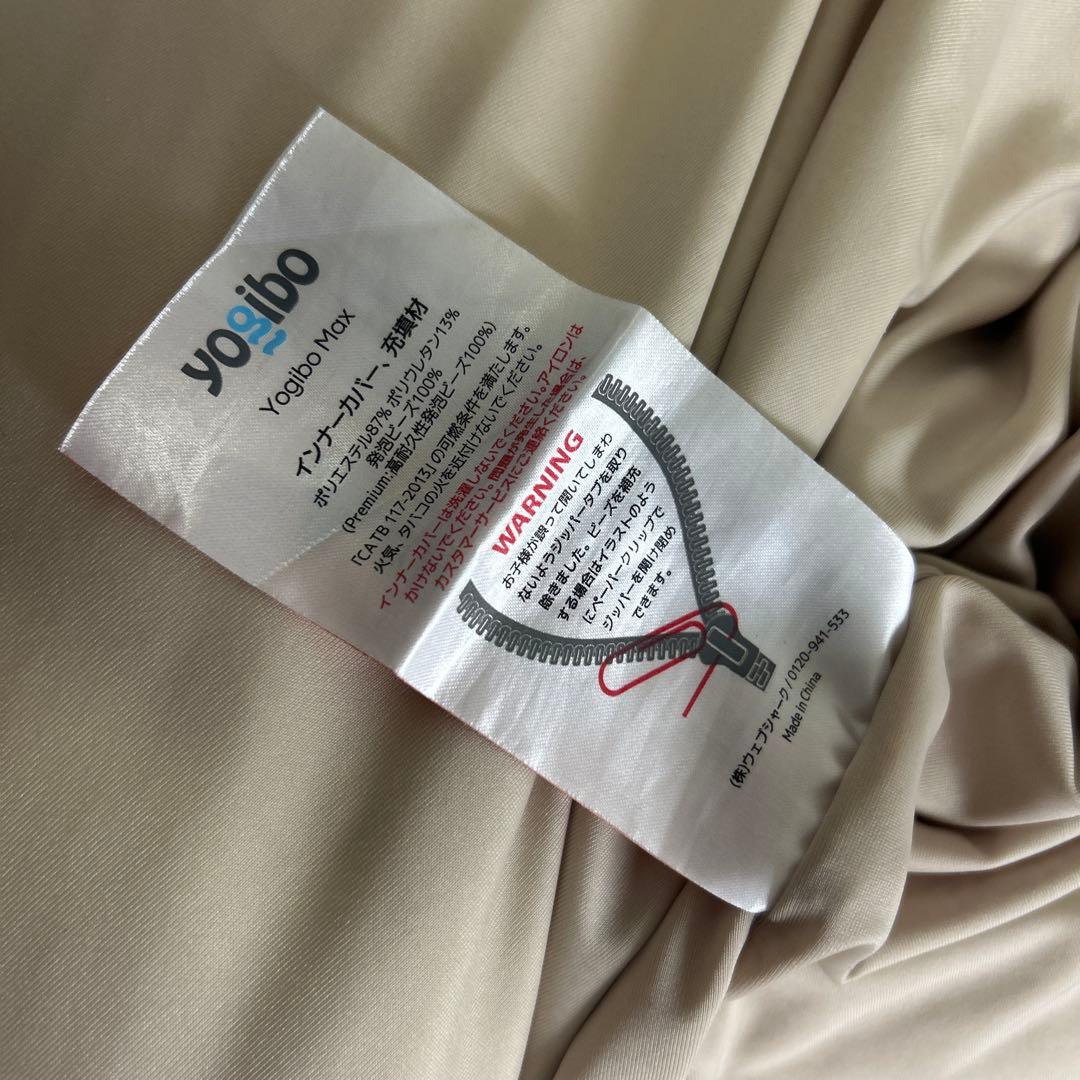 yogibo
Yogibo Max
インナーカバー、充填材
ポリエステル87% ポリウレタン13%
発泡ビーズ100%
(Premium:高耐久性発泡ビーズ100%)
「CATB 117-2013」の可燃条件を満たします。
火気、タバコの火を近付けないでください。
インナーカバーは洗濯しないでください。アイロンは
かけないでください。問題が発生した場合は、
カスタマーサービスにご連絡ください。
WARNING
お子様が誤って開いてしまわ
ないようジッパータブを取り
除きました。ビーズを補充
する場合はイラストのよう
にペーパークリップで
ジッパーを開け閉め
できます。
(株)ウェブシャーク/0120-941-533
Made in China